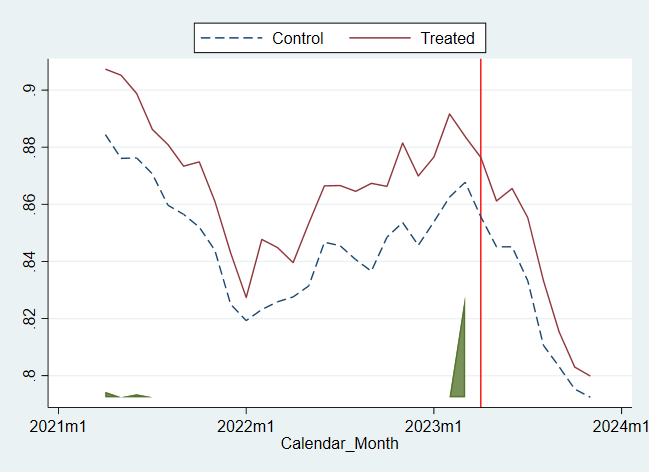 Control Treated
.9
.88
.86
.84
.82
.8
2021m1 2022m1 2023m1 2024m1
Calendar_Month